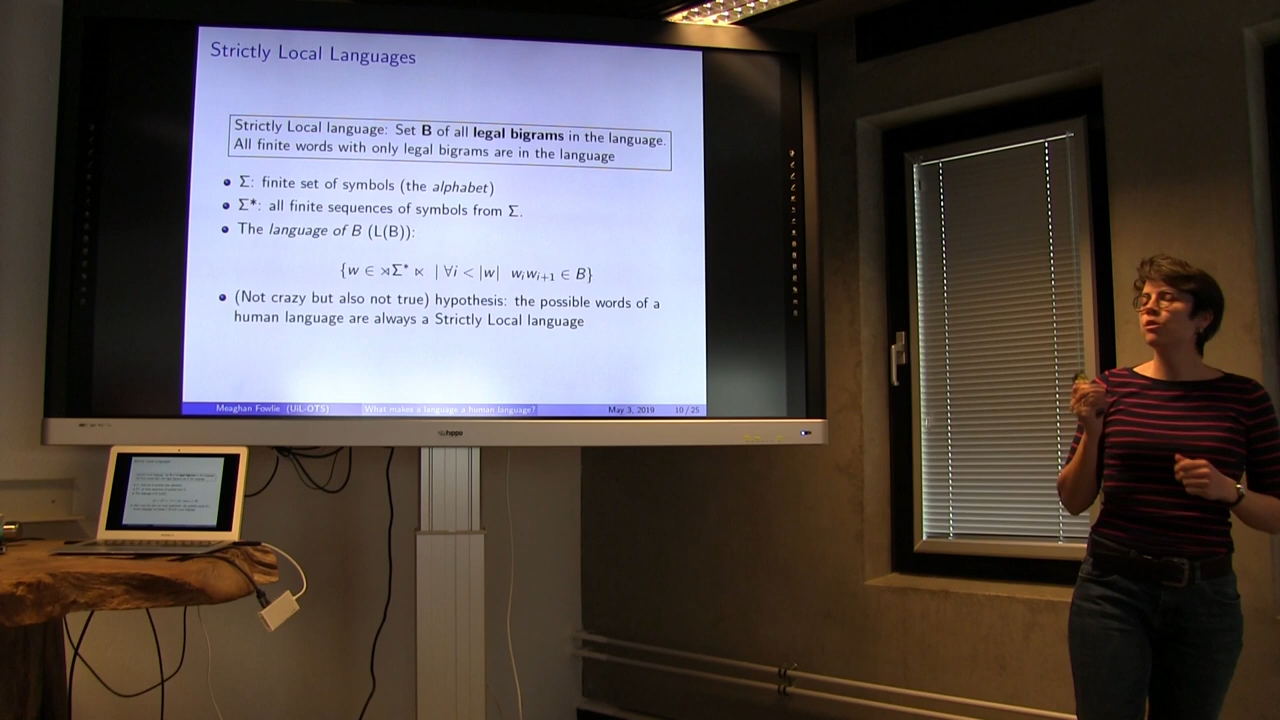 Strictly Local Languages
Strictly Local language: Set B of all legal bigrams in the language.
All finite words with only legal bigrams are in the language
• Σ: finite set of symbols (the alphabet)
• Σ*: all finite sequences of symbols from Σ.
• The language of B (L(B)):
{w ∈ ⋊Σ* ⋉ | ∀i < |w| wᵢwᵢ₊₁ ∈ B}
• (Not crazy but also not true) hypothesis: the possible words of a
human language are always a Strictly Local language
Meaghan Fowlie (UiL-OTS) What makes a language a human language? May 3, 2019 10 / 25
hippo